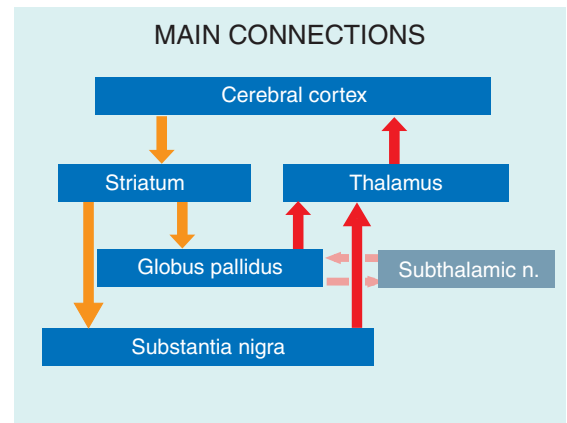 MAIN CONNECTIONS
Cerebral cortex
Striatum
Thalamus
Globus pallidus
Subthalamic n.
Substantia nigra